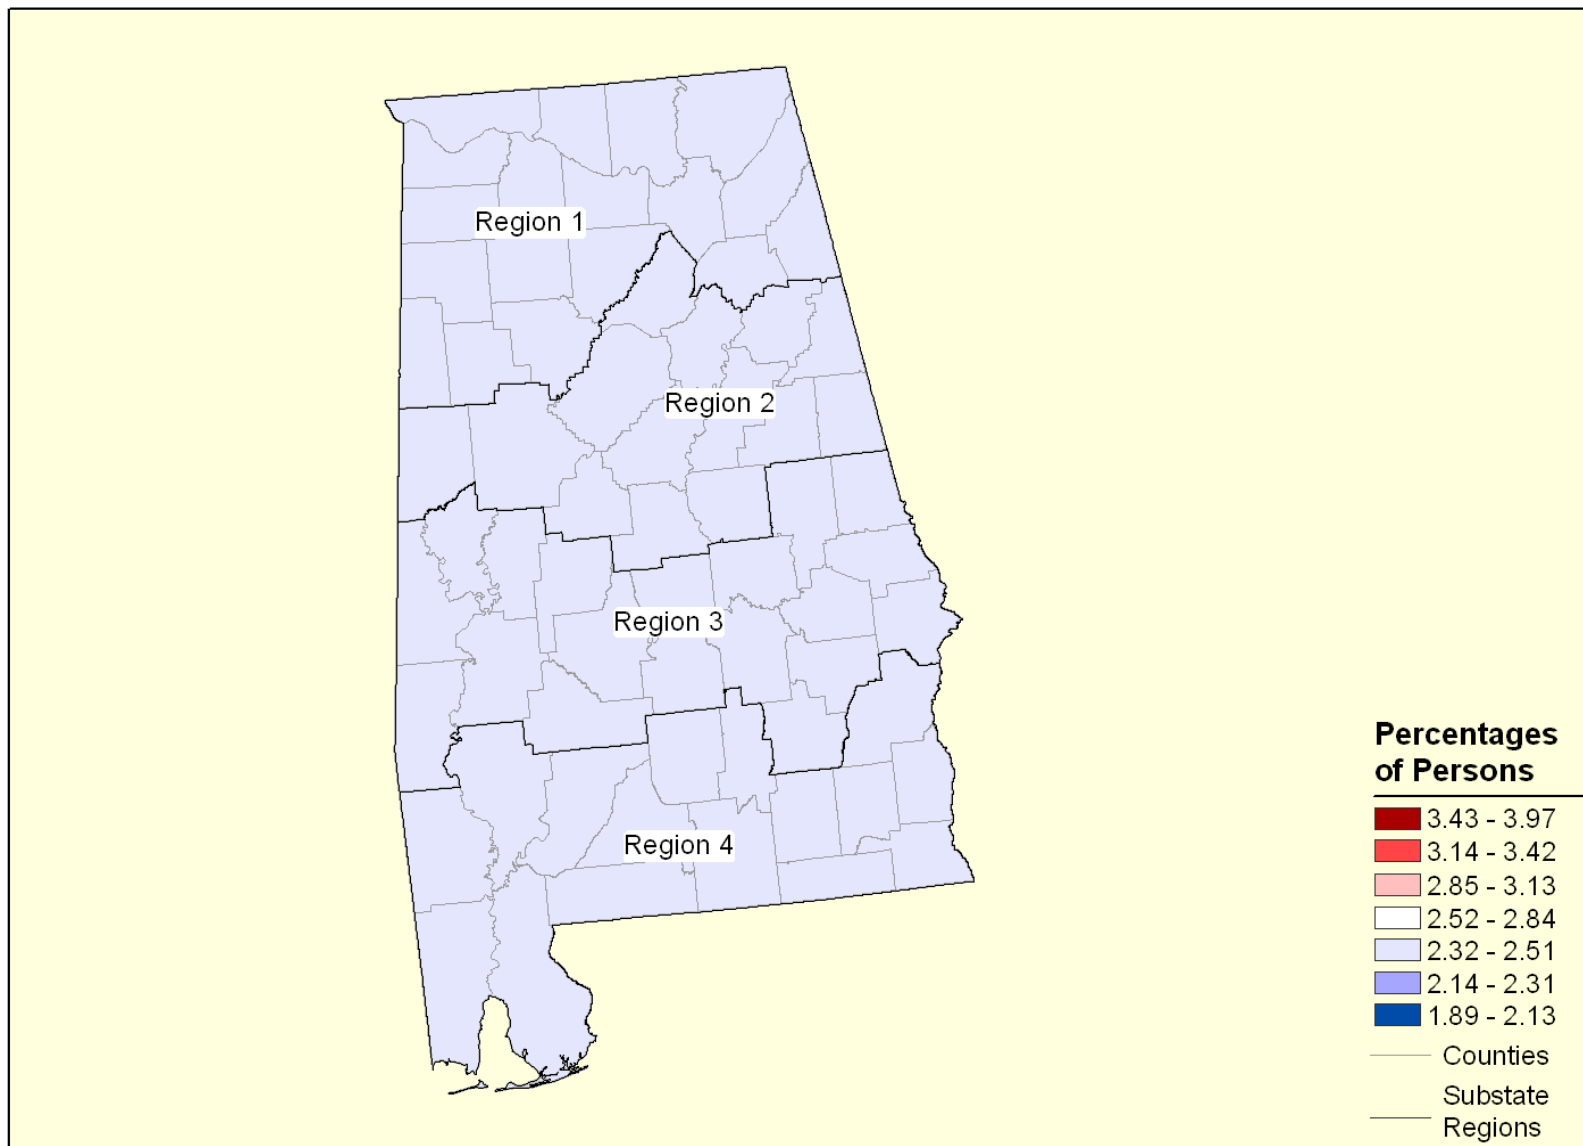 Region 1
Region 2
Region 3
Region 4
Percentages
of Persons
3.43 - 3.97
3.14 - 3.42
2.85 - 3.13
2.52 - 2.84
2.32 - 2.51
2.14 - 2.31
1.89 - 2.13
Counties
Substate
Regions